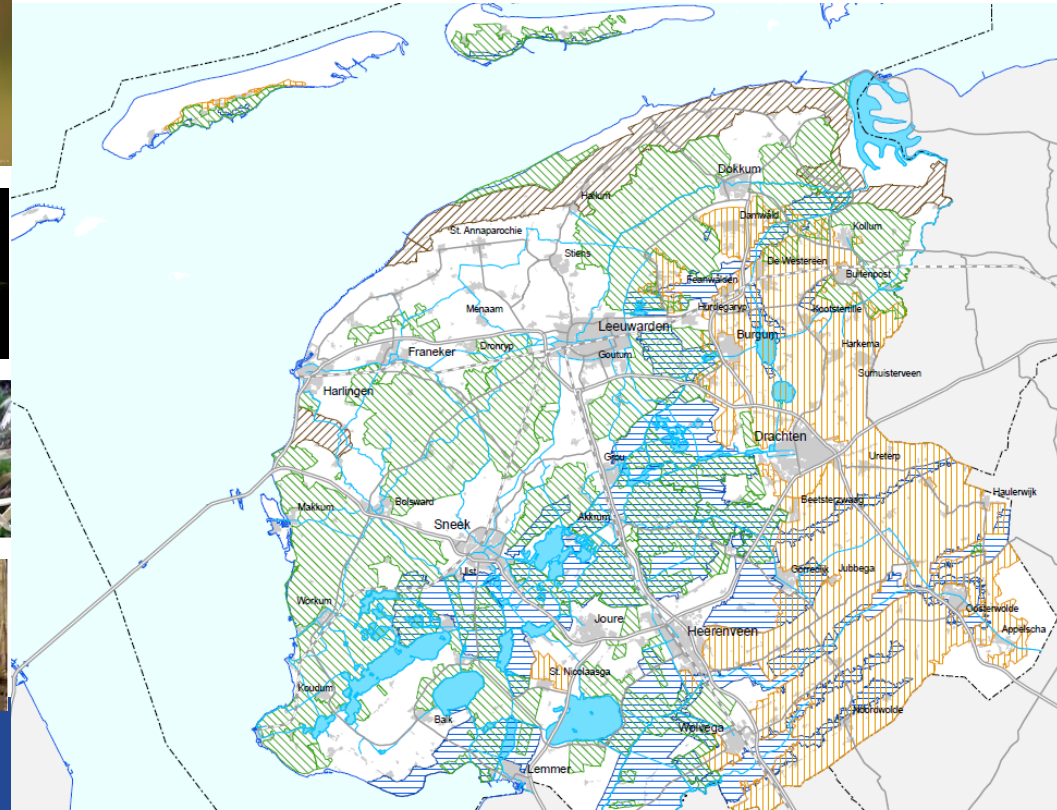 Dokkum
Hallum
Damwâld
St. Annaparochie
Kollum
Stiens
De Westereen
Buitenpost
Feanwâlden
Hurdegaryp
Kootstertille
Menaam
Leeuwarden
Burgum
Dronryp
Harkema
Franeker
Goutum
Surhuisterveen
Harlingen
Drachten
Grou
Ureterp
Haulerwijk
Beetsterzwaag
Bolsward
Makkum
Akkrum
Sneek
IJlst
Gorredijk
Jubbega
Workum
Oosterwolde
Joure
Heerenveen
Appelscha
St. Nicolaasga
Koudum
Noordwolde
Balk
Wolvega
Lemmer